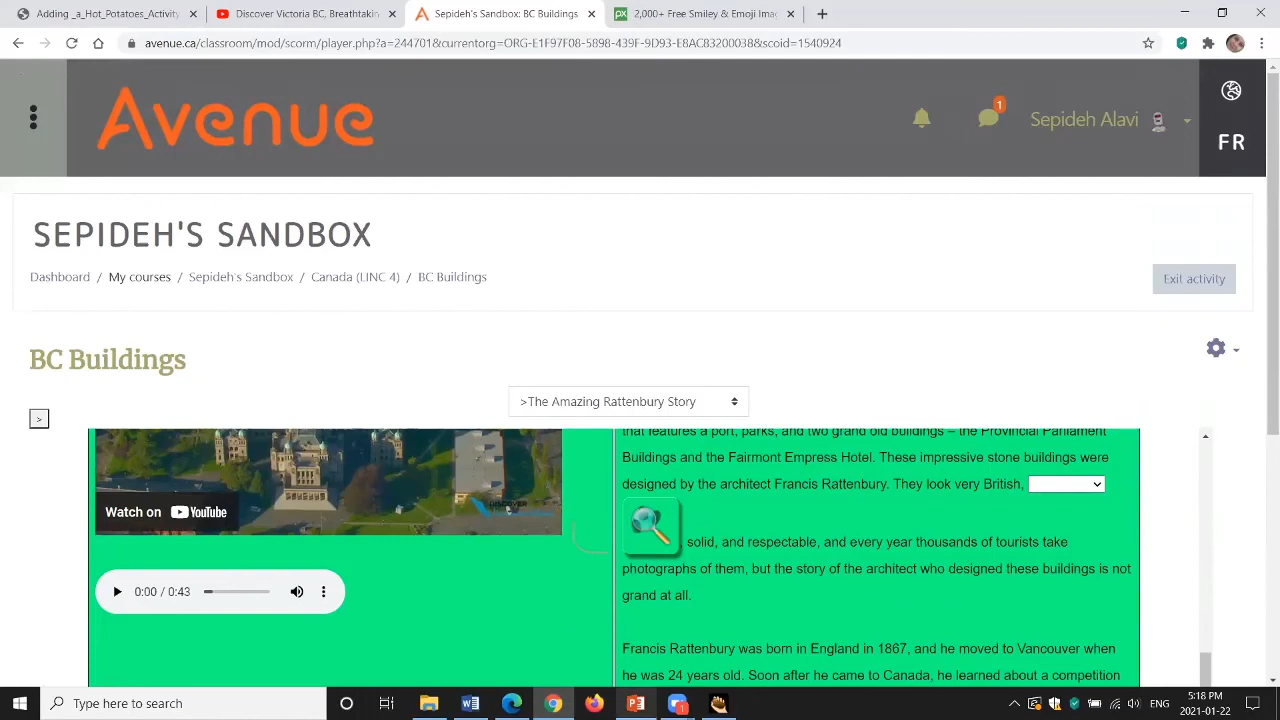 Adding _a_Hot_Potatoes_Activity
Discover Victoria BC, Breathtakin
Sepideh's Sandbox: BC Buildings
2,000+ Free Smiley & Emoji Ima
avenue.ca/classroom/mod/scorm/player.php?a=244701&currentorg=ORG-E1F97F08-5898-439F-9D93-E8AC83200038&scoid=1540924
Avenue
1
Sepideh Alavi
FR
SEPIDEH'S SANDBOX
Dashboard / My courses / Sepideh's Sandbox / Canada (LINC 4) / BC Buildings
Exit activity
BC Buildings
>The Amazing Rattenbury Story
>
that features a port, parks, and two grand old buildings – the Provincial Parliament
Buildings and the Fairmont Empress Hotel. These impressive stone buildings were
designed by the architect Francis Rattenbury. They look very British,
Watch on YouTube
DISCOVER
solid, and respectable, and every year thousands of tourists take
photographs of them, but the story of the architect who designed these buildings is not
grand at all.
0:00 / 0:43
Francis Rattenbury was born in England in 1867, and he moved to Vancouver when
he was 24 years old. Soon after he came to Canada, he learned about a competition
Type here to search
1
ENG
5:18 PM
2021-01-22